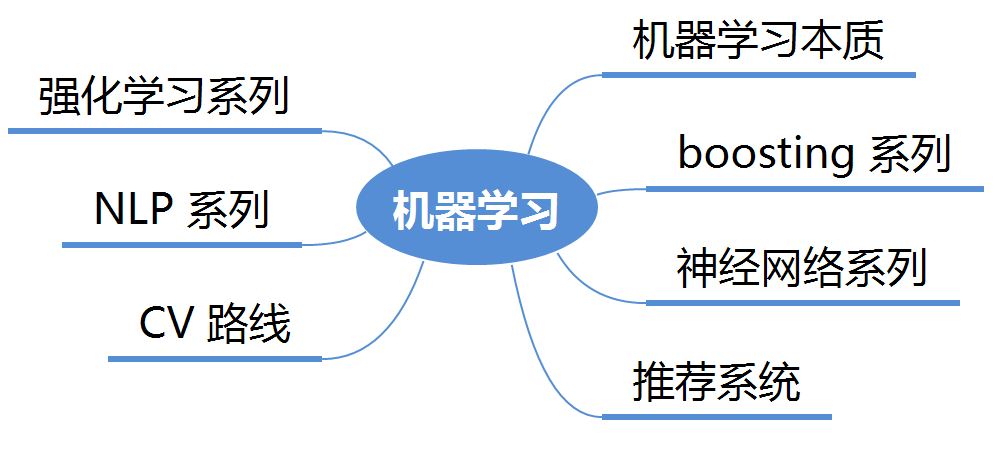 机器学习
机器学习本质
boosting 系列
神经网络系列
推荐系统
强化学习系列
NLP 系列
CV 路线